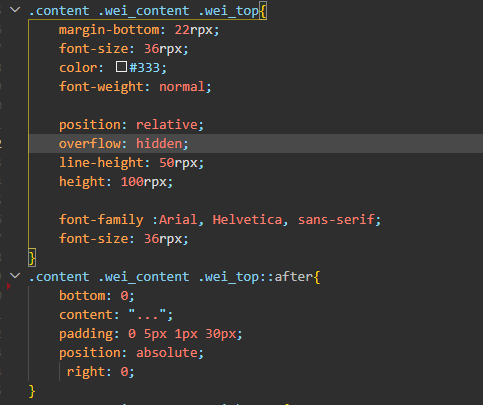 .content .wei_content .wei_top{
margin-bottom: 22rpx;
font-size: 36rpx;
color: #333;
font-weight: normal;
position: relative;
overflow: hidden;
line-height: 50rpx;
height: 100rpx;
font-family :Arial, Helvetica, sans-serif;
font-size: 36rpx;
}
.content .wei_content .wei_top::after{
bottom: 0;
content: "...";
padding: 0 5px 1px 30px;
position: absolute;
right: 0;
}